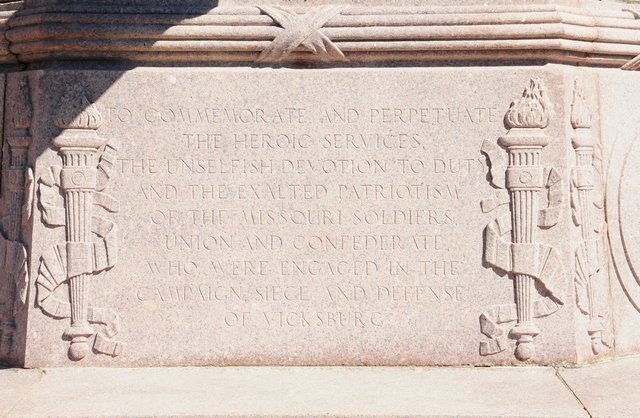 TO COMMEMORATE AND PERPETUATE
THE HEROIC SERVICES,
THE UNSELFISH DEVOTION TO DUTY
AND THE EXALTED PATRIOTISM
OF THE MISSOURI SOLDIERS,
UNION AND CONFEDERATE,
WHO WERE ENGAGED IN THE
CAMPAIGN, SIEGE, AND DEFENSE
OF VICKSBURG